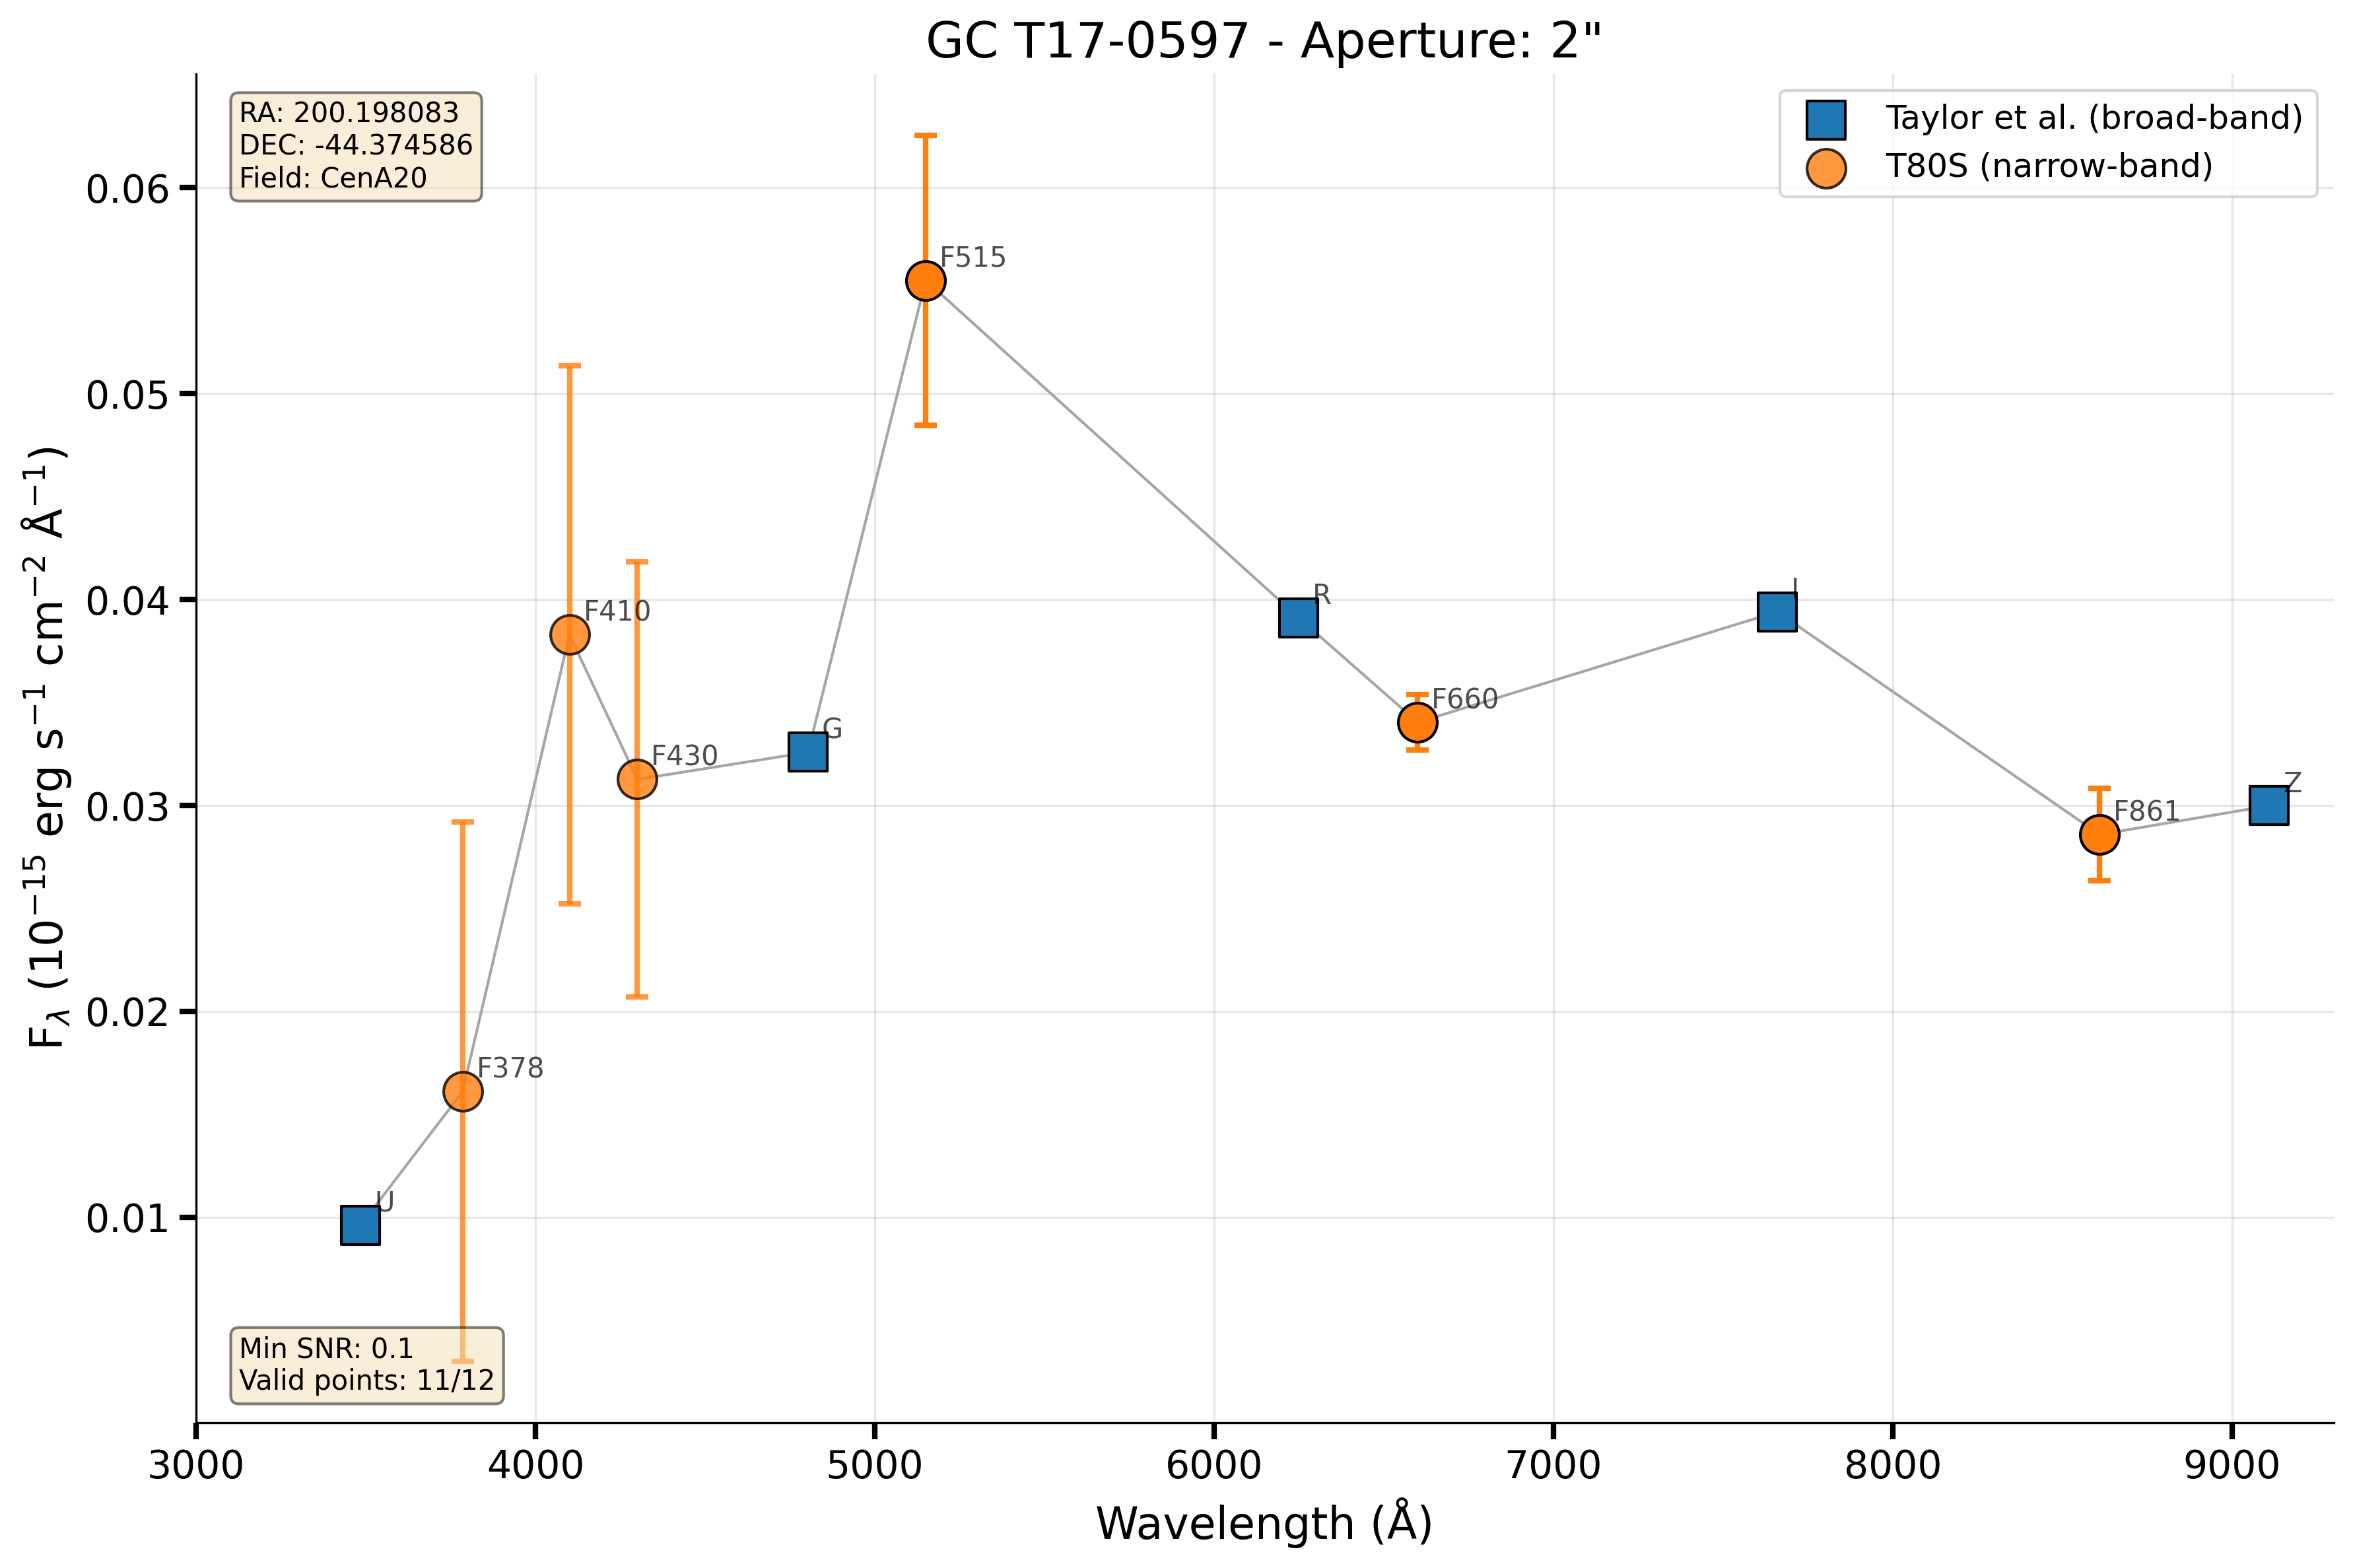 GC T17-0597 - Aperture: 2"
RA: 200.198083
DEC: -44.374586
Field: CenA20
Taylor et al. (broad-band)
T80S (narrow-band)
F515
F410
R
I
F660
G
F430
Z
F861
F378
U
Min SNR: 0.1
Valid points: 11/12
0.06
0.05
0.04
0.03
0.02
0.01
F_λ (10⁻¹⁵ erg s⁻¹ cm⁻² Å⁻¹)
3000 4000 5000 6000 7000 8000 9000
Wavelength (Å)